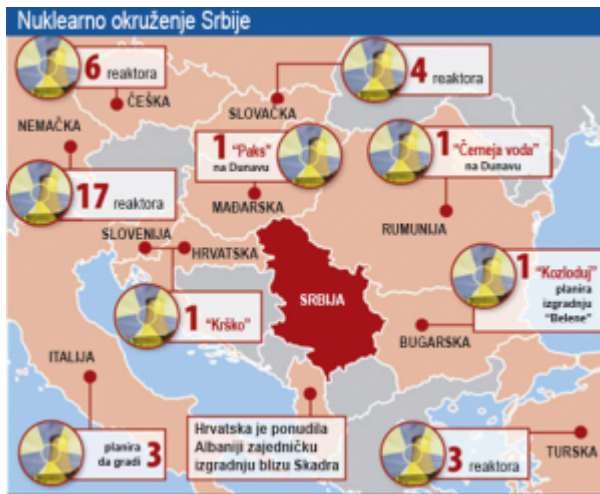 Nuklearno okruženje Srbije
6 reaktora
ČEŠKA
NEMAČKA
17 reaktora
4 reaktora
SLOVAČKA
1 "Paks"
na Dunavu
MAĐARSKA
1 "Černeja voda"
na Dunavu
RUMUNIJA
SLOVENIJA
HRVATSKA
1 "Krško"
SRBIJA
1 "Kozloduj"
planira
izgradnju
"Belene"
BUGARSKA
ITALIJA
planira
da gradi 3
Hrvatska je ponudila
Albaniji zajedničku
izgradnju blizu Skadra
3 reaktora
TURSKA